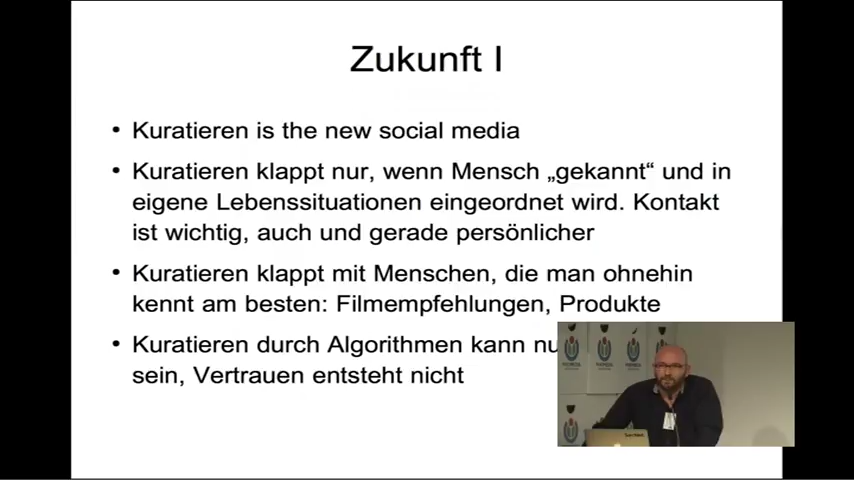 Zukunft I
• Kuratieren is the new social media
• Kuratieren klappt nur, wenn Mensch „gekannt“ und in
eigene Lebenssituationen eingeordnet wird. Kontakt
ist wichtig, auch und gerade persönlicher
• Kuratieren klappt mit Menschen, die man ohnehin
kennt am besten: Filmempfehlungen, Produkte
• Kuratieren durch Algorithmen kann nu
sein, Vertrauen entsteht nicht